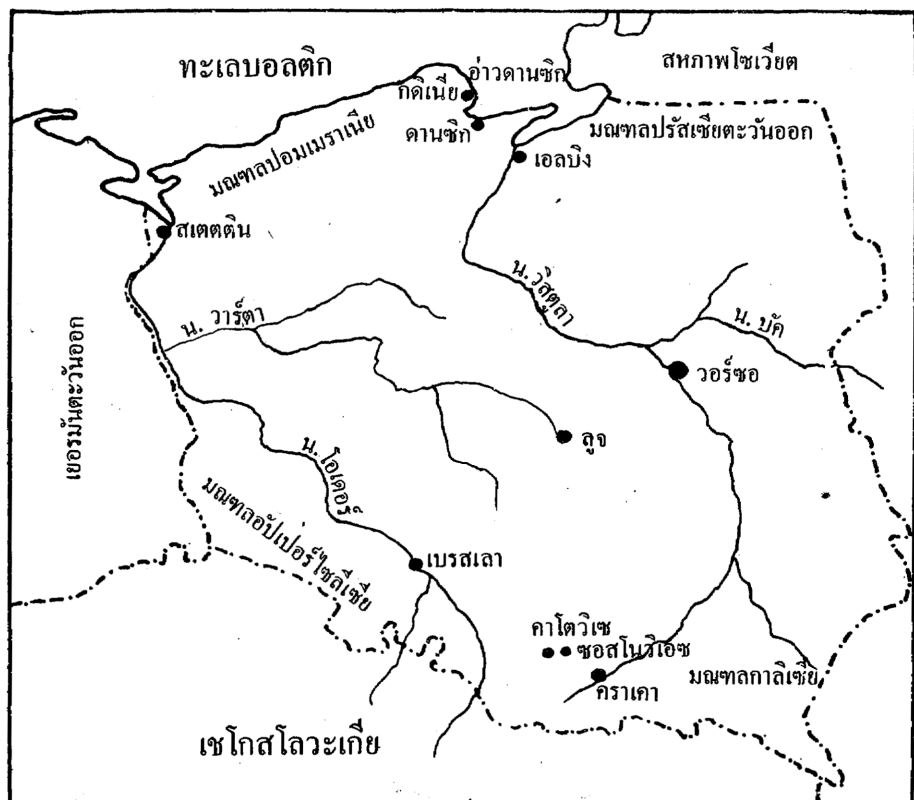 ทะเลบอลติก
สหภาพโซเวียต
อ่าวดานซิก
กดิเนีย
ดานซิก
มณฑลปรัสเซียตะวันออก
มณฑลปอมเมราเนีย
เอลบิง
สเตตติน
น. วิสตูลา
น. วาร์ตา
น. บัค
วอร์ซอ
เยอรมันตะวันออก
ลูจ
น. โอเดอร์
มณฑลอัปเปอร์ไซลีเซีย
เบรสเลา
คาโตวิเซ
ซอสโนวิเอซ
มณฑลกาลิเซีย
คราเคา
เชโกสโลวะเกีย